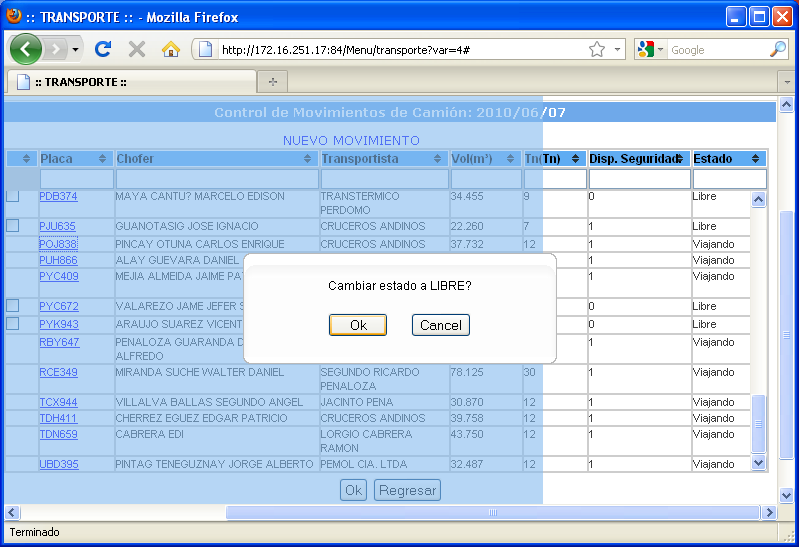 :: TRANSPORTE :: - Mozilla Firefox
http://172.16.251.17:84/Menu/transporte?var=4#
Google
:: TRANSPORTE ::
Control de Movimientos de Camión: 2010/06/07
NUEVO MOVIMIENTO
Placa Chofer Transportista Vol(m³) Tn(Tn) Disp. Seguridad Estado
PDB374 MAYA CANTU? MARCELO EDISON TRANSTERMICO PERDOMO 34.455 9 0 Libre
PJU635 GUANOTASIG JOSE IGNACIO CRUCEROS ANDINOS 22.260 7 1 Libre
POJ838 PINCAY OTUNA CARLOS ENRIQUE CRUCEROS ANDINOS 37.732 12 1 Viajando
PUH866 ALAY GUEVARA DANIEL 1 Viajando
PYC409 MEJIA ALMEIDA JAIME PA 1 Viajando
PYC672 VALAREZO JAME JEFER S 0 Libre
PYK943 ARAUJO SUAREZ VICENT 0 Libre
RBY647 PENALOZA GUARANDA D ALFREDO 1 Viajando
RCE349 MIRANDA SUCHE WALTER DANIEL SEGUNDO RICARDO PENALOZA 78.125 30 1 Viajando
TCX944 VILLALVA BALLAS SEGUNDO ANGEL JACINTO PENA 30.870 12 1 Viajando
TDH411 CHERREZ EGUEZ EDGAR PATRICIO CRUCEROS ANDINOS 39.758 12 1 Viajando
TDN659 CABRERA EDI LORGIO CABRERA RAMON 43.750 12 1 Viajando
UBD395 PINTAG TENEGUZNAY JORGE ALBERTO PEMOL CIA. LTDA 32.487 12 1 Viajando
Cambiar estado a LIBRE?
Ok Cancel
Ok Regresar
Terminado